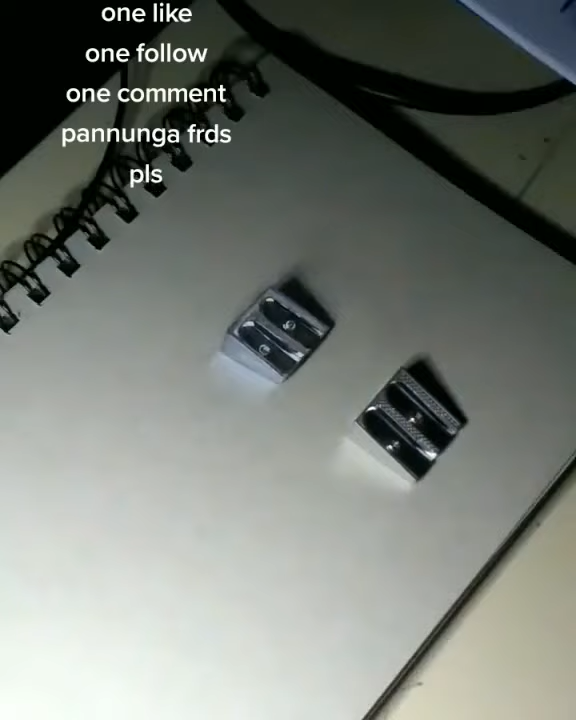 one like
one follow
one comment
pannunga frds
pls